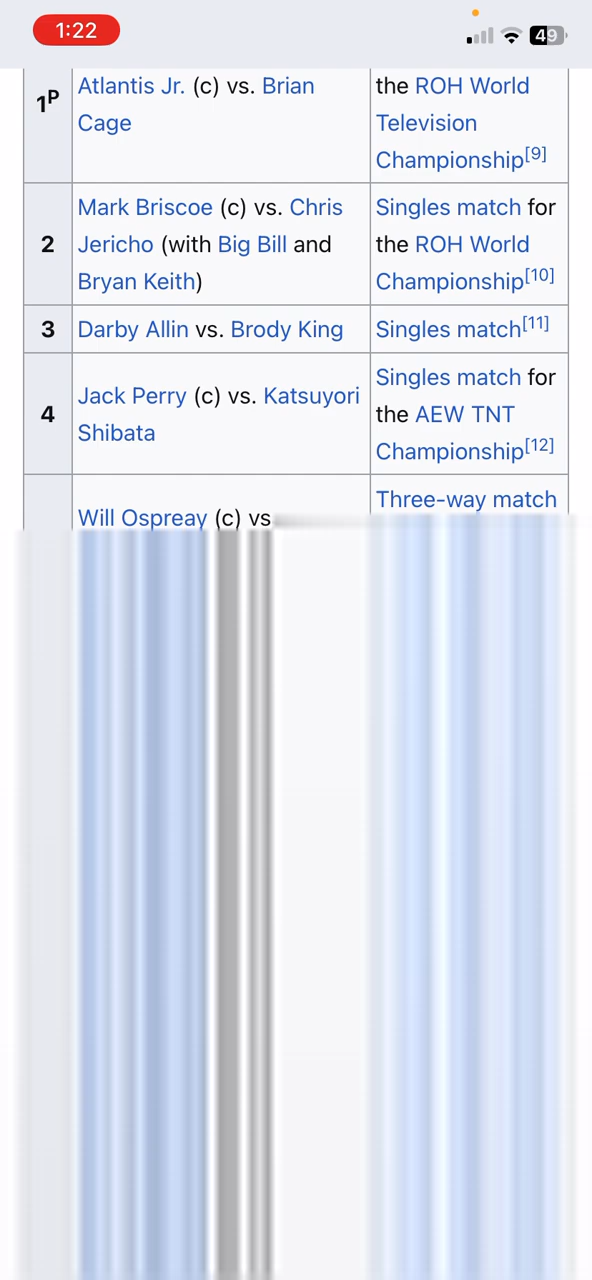 1:22
49
1P
Atlantis Jr. (c) vs. Brian
Cage
the ROH World
Television
Championship[9]
2
Mark Briscoe (c) vs. Chris
Jericho (with Big Bill and
Bryan Keith)
Singles match for
the ROH World
Championship[10]
3
Darby Allin vs. Brody King
Singles match[11]
4
Jack Perry (c) vs. Katsuyori
Shibata
Singles match for
the AEW TNT
Championship[12]
Will Ospreay (c) vs
Three-way match